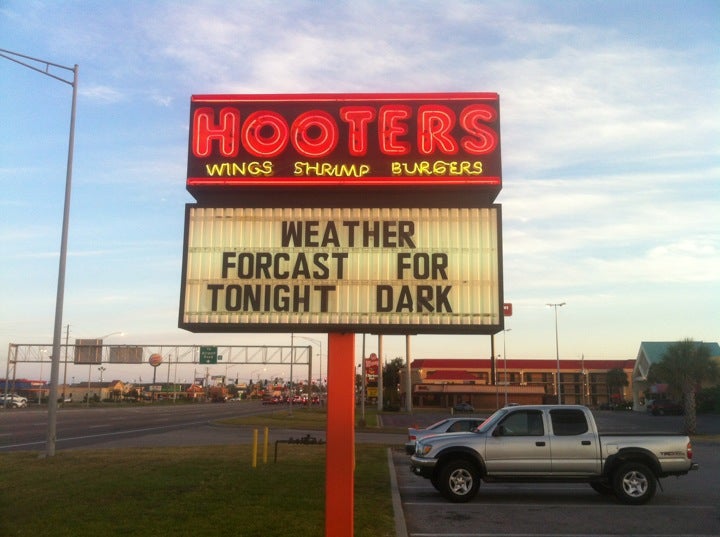 HOOTERS
WINGS SHRIMP BURGERS
WEATHER
FORCAST FOR
TONIGHT DARK